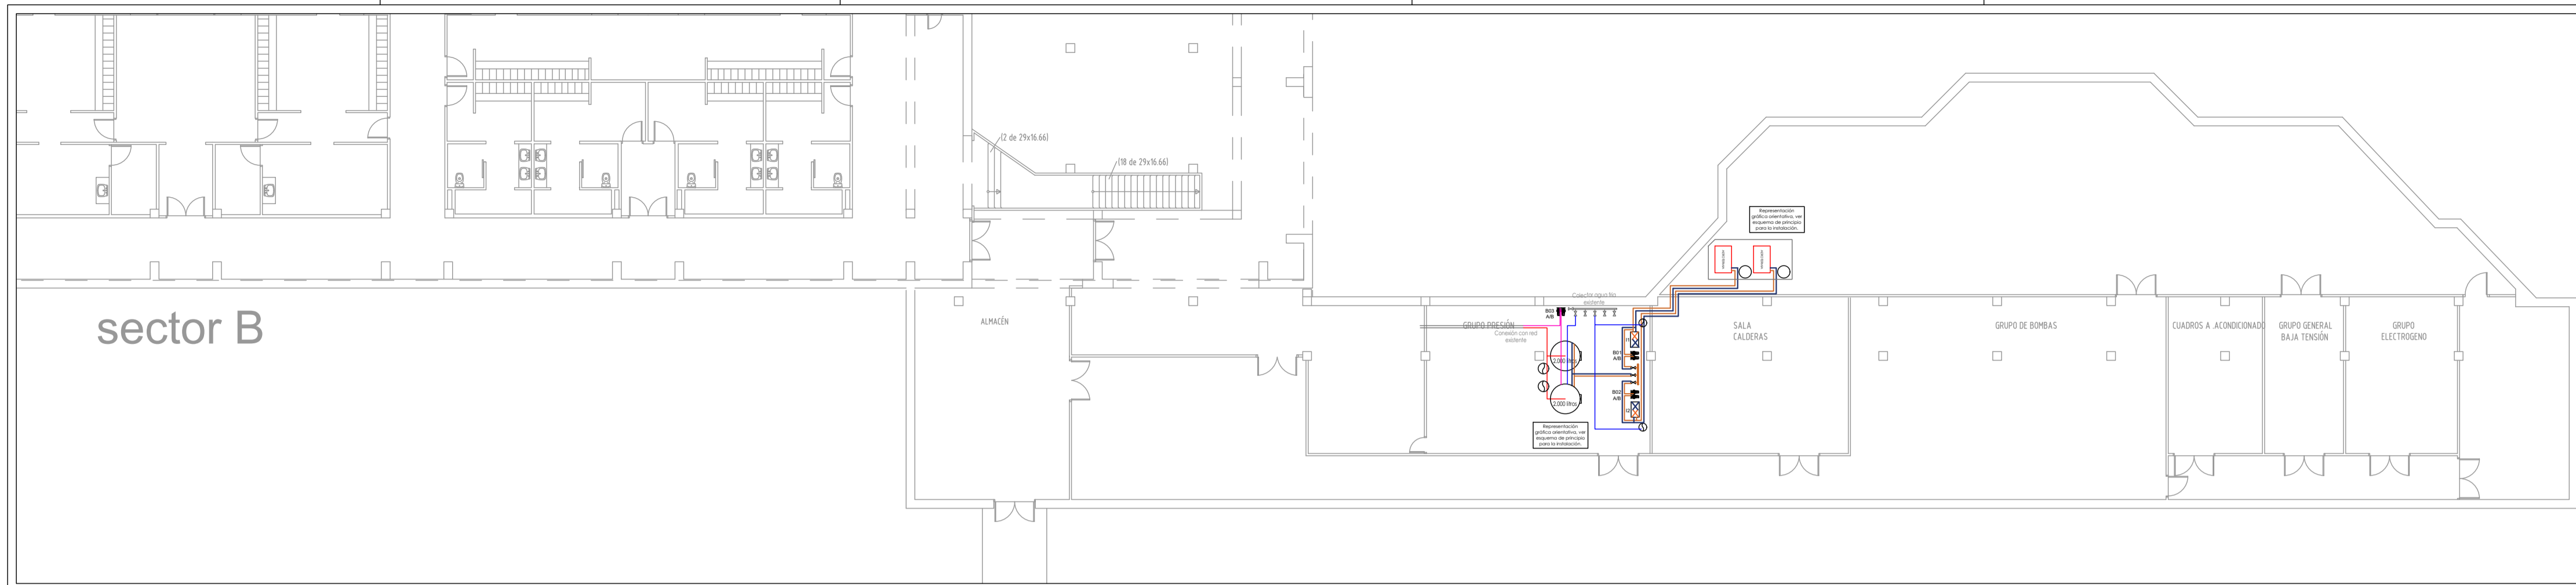 (2 de 29x16.66)
(18 de 29x16.66)
Representación
gráfica orientativa, ver
esquema de principio
para la instalación.
sector B
ALMACÉN
Colector agua fría
existente
B03
A/B
GRUPO PRESIÓN
Conexión con red
existente
2.000 litros
I1
B01
A/B
B02
A/B
2.000 litros
I2
Representación
gráfica orientativa, ver
esquema de principio
para la instalación.
SALA
CALDERAS
GRUPO DE BOMBAS
CUADROS A .ACONDICIONADO
GRUPO GENERAL
BAJA TENSIÓN
GRUPO
ELECTROGENO